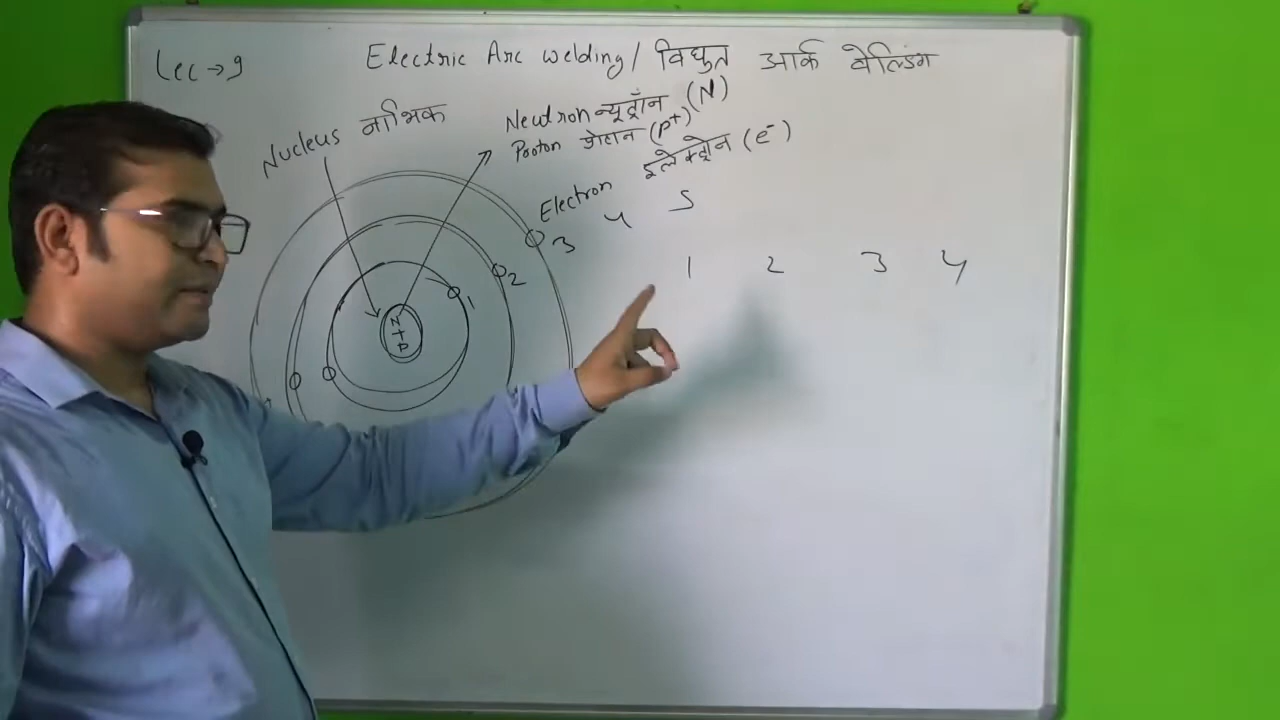 Lec → 9
Electric Arc welding / विघुत आर्क वेल्डिंग
Nucleus नाभिक
Neutron न्यूट्रॉन (N)
Proton प्रोटान (P+)
Electron इलेक्ट्रोन (e-)
1 2 3 4 5
N
+
P
1 2 3 4